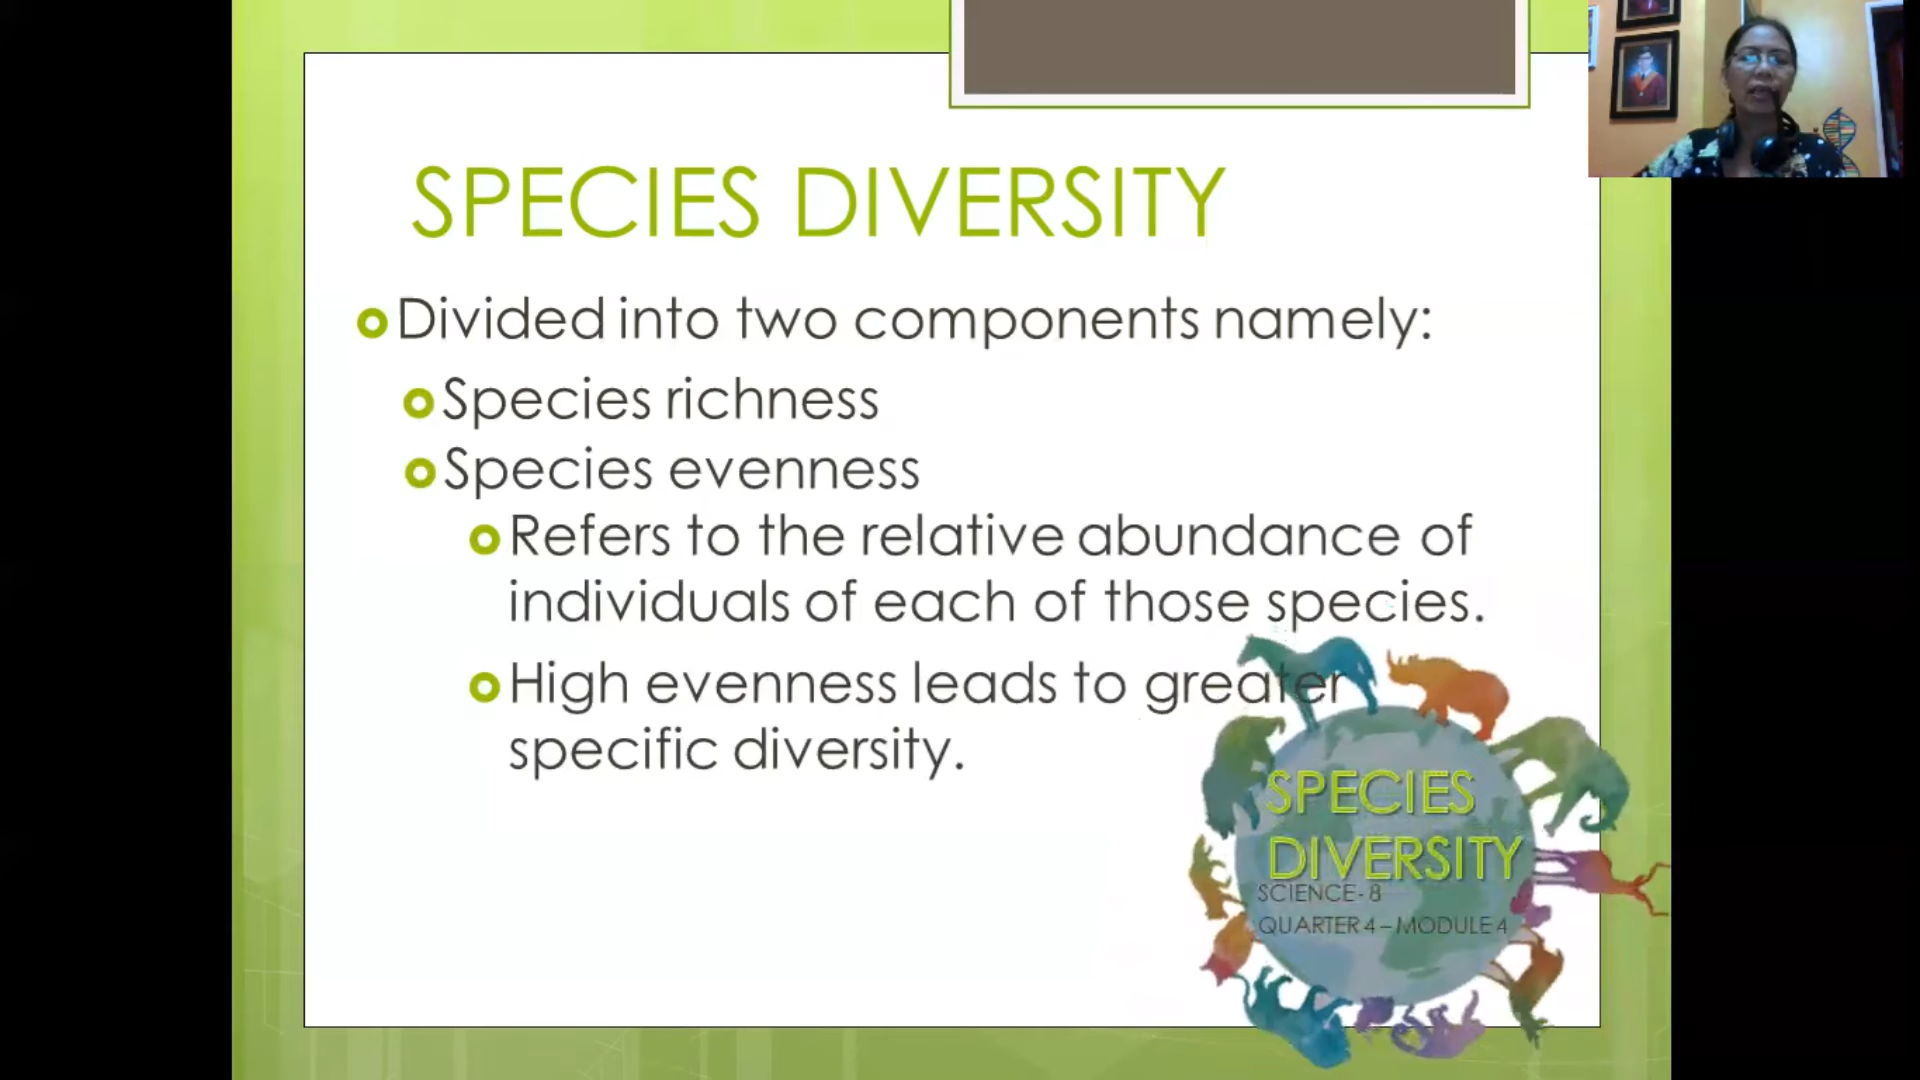 SPECIES DIVERSITY
Divided into two components namely:
Species richness
Species evenness
Refers to the relative abundance of
individuals of each of those species.
High evenness leads to greater
specific diversity.
SPECIES
DIVERSITY
SCIENCE- 8
QUARTER 4 – MODULE 4